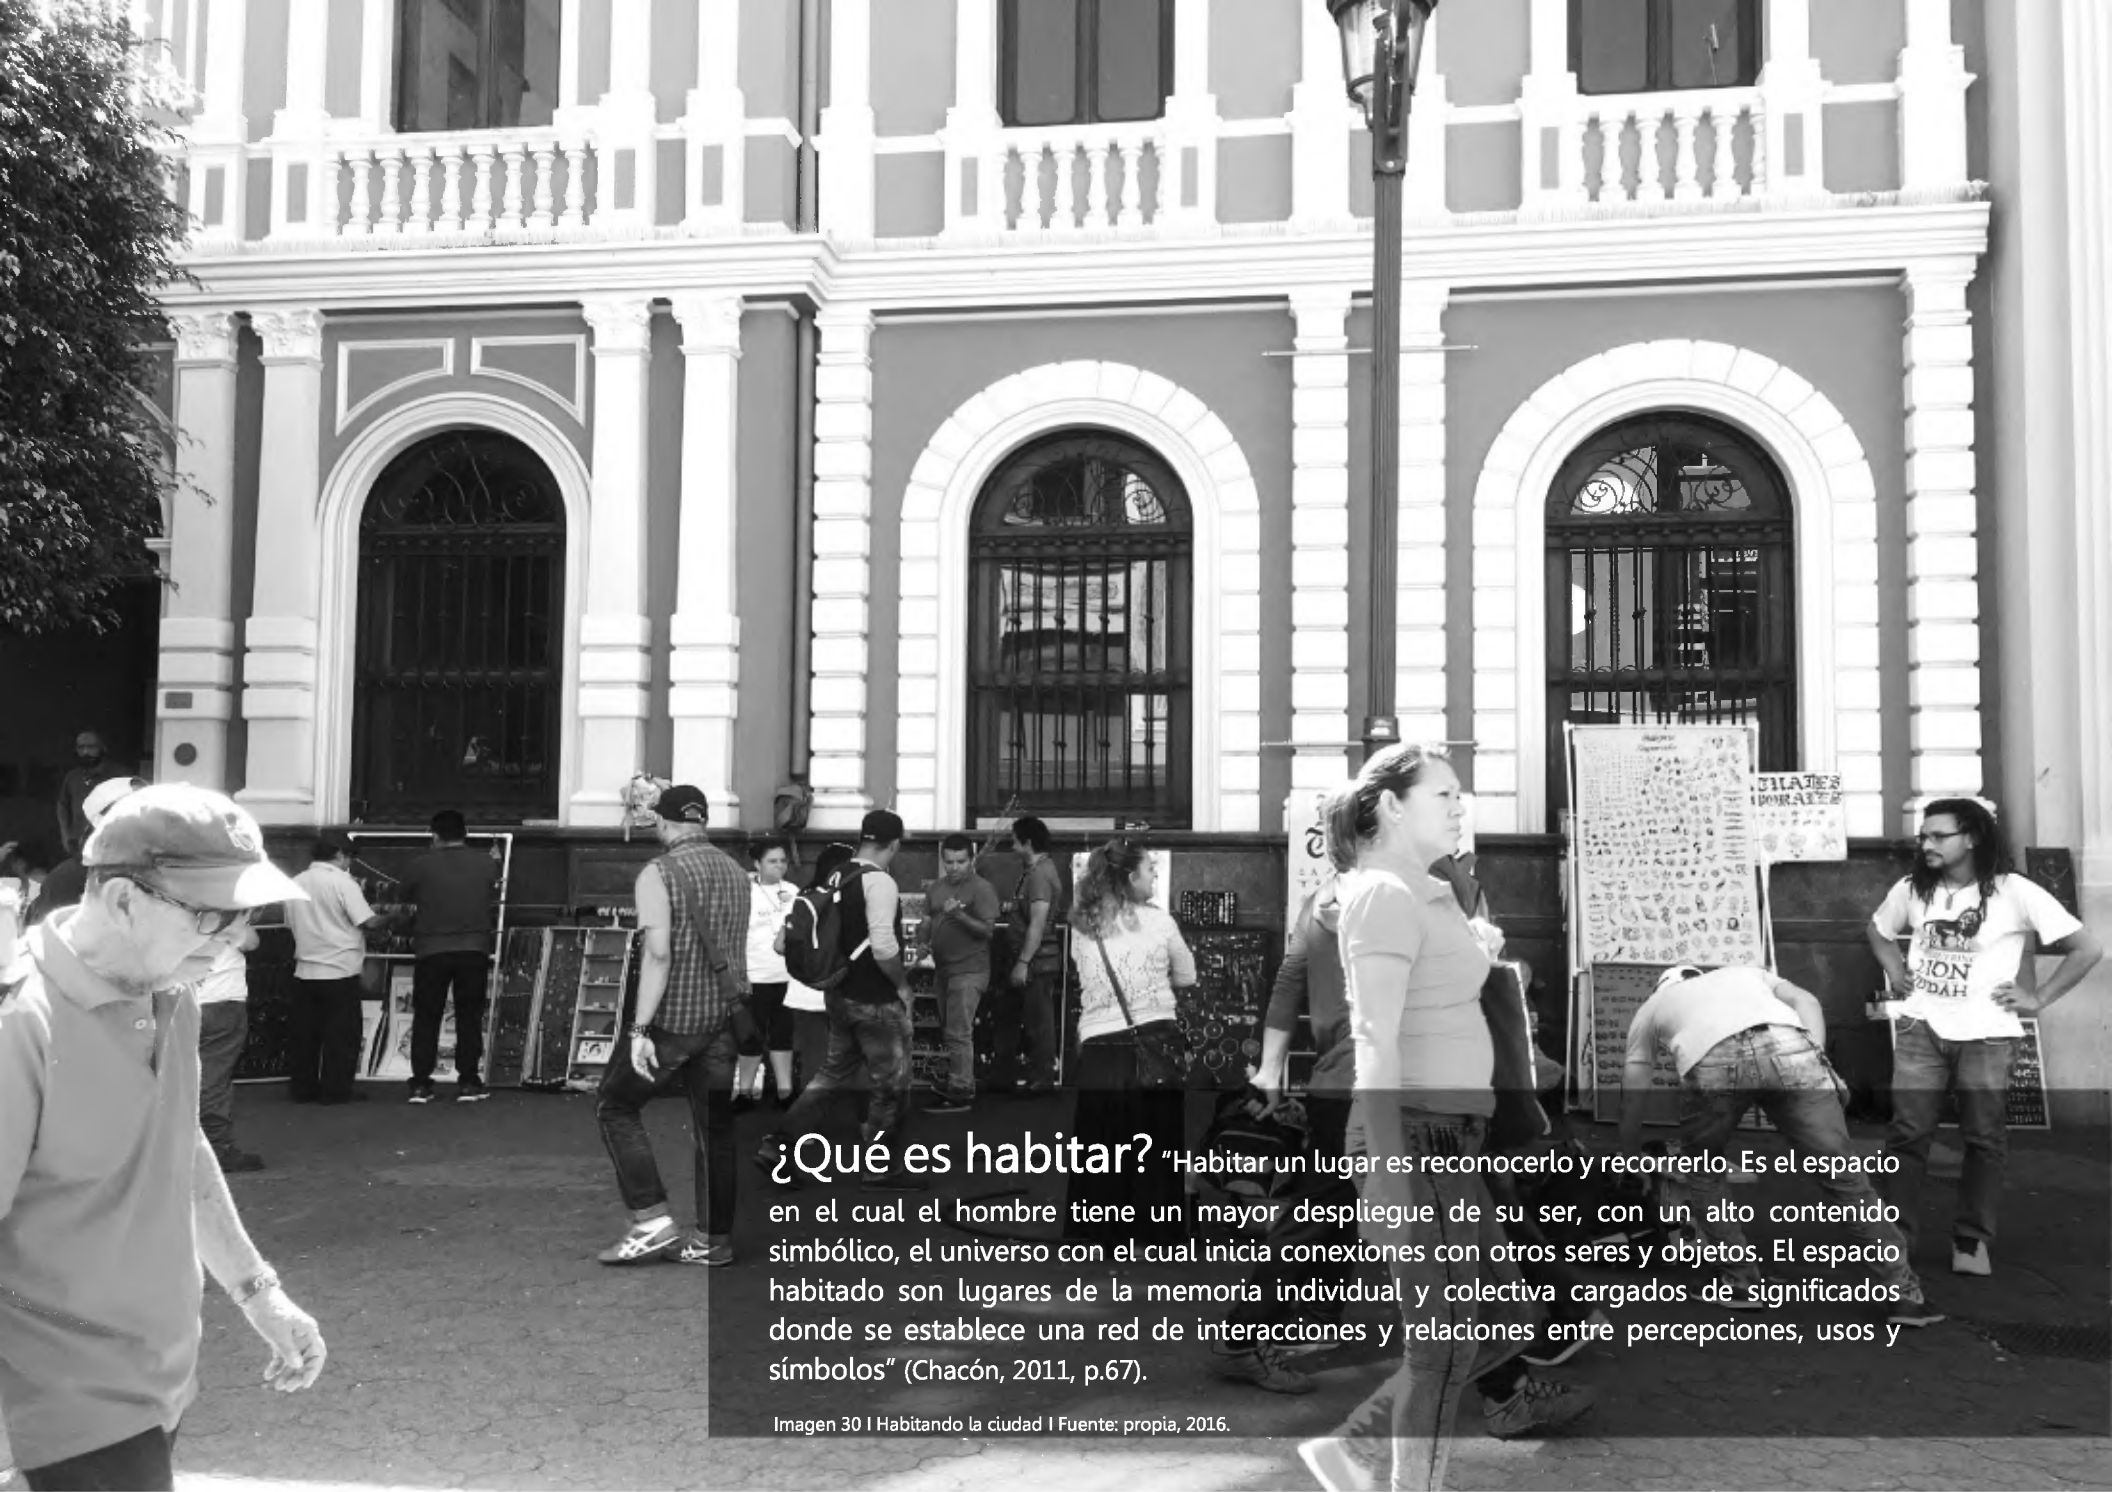 TUAJES
PORALES
ZION
JUDAH
¿Qué es habitar? "Habitar un lugar es reconocerlo y recorrerlo. Es el espacio
en el cual el hombre tiene un mayor despliegue de su ser, con un alto contenido
simbólico, el universo con el cual inicia conexiones con otros seres y objetos. El espacio
habitado son lugares de la memoria individual y colectiva cargados de significados
donde se establece una red de interacciones y relaciones entre percepciones, usos y
símbolos" (Chacón, 2011, p.67).
Imagen 30 I Habitando la ciudad I Fuente: propia, 2016.